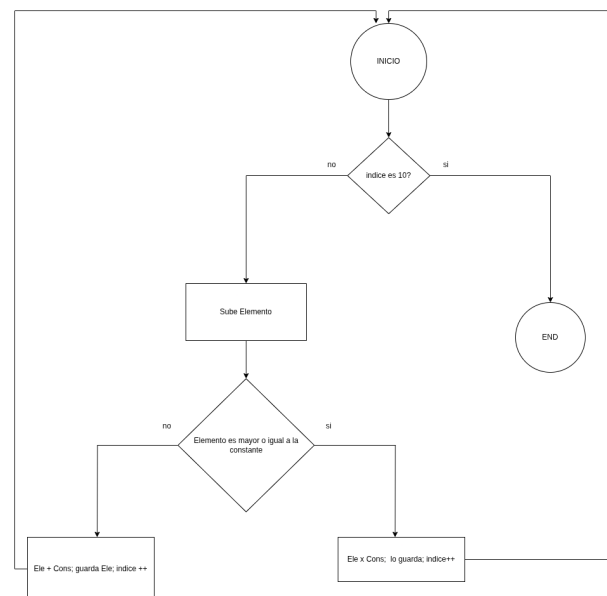 INICIO
no
si
indice es 10?
Sube Elemento
END
no
si
Elemento es mayor o igual a la
constante
Ele + Cons; guarda Ele; indice ++
Ele x Cons;  lo guarda; indice++